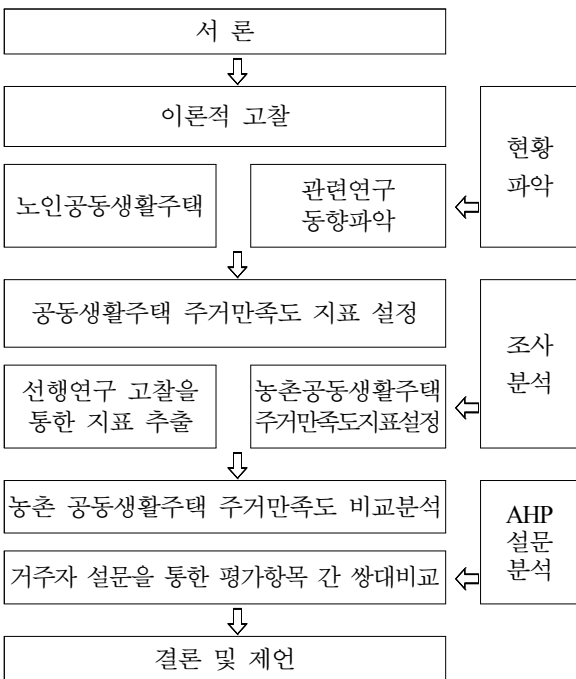 서 론
이론적 고찰
현황
파악
노인공동생활주택
관련연구
동향파악
공동생활주택 주거만족도 지표 설정
조사
분석
선행연구 고찰을
통한 지표 추출
농촌공동생활주택
주거만족도지표설정
농촌 공동생활주택 주거만족도 비교분석
AHP
설문
분석
거주자 설문을 통한 평가항목 간 쌍대비교
결론 및 제언